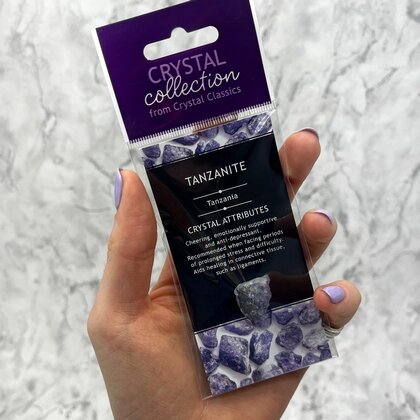 CRYSTAL
collection
from Crystal Classics
TANZANITE
Tanzania
CRYSTAL ATTRIBUTES
Cheering, emotionally supportive
and anti-depressant.
Recommended when facing periods
of prolonged stress and difficulty.
Aids healing in connective tissue,
such as ligaments.